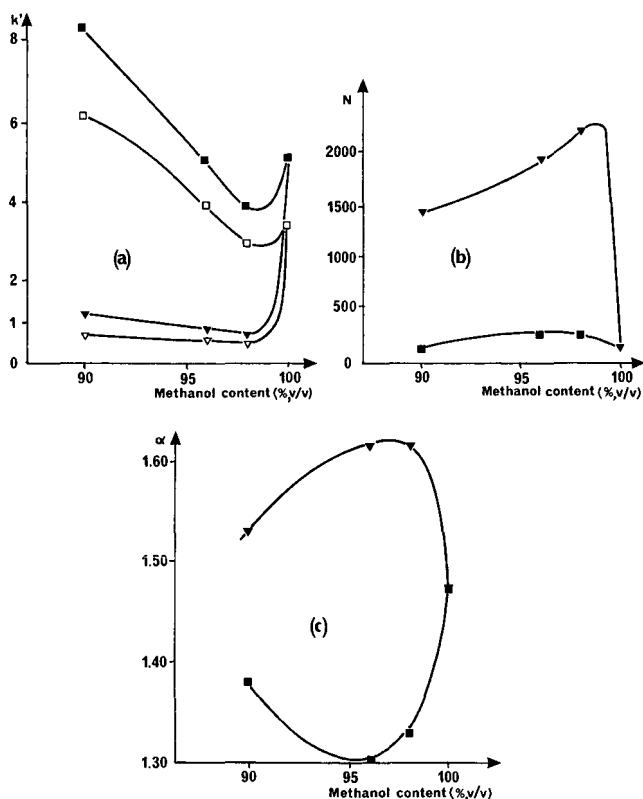 k'
8
6
4
2
1
0
(a)
90
95
100
Methanol content (%,v/v)
N
2000
1500
1000
500
0
(b)
90
95
100
Methanol content (%,v/v)
α
1.60
1.50
1.40
1.30
(c)
90
95
100
Methanol content (%,v/v)